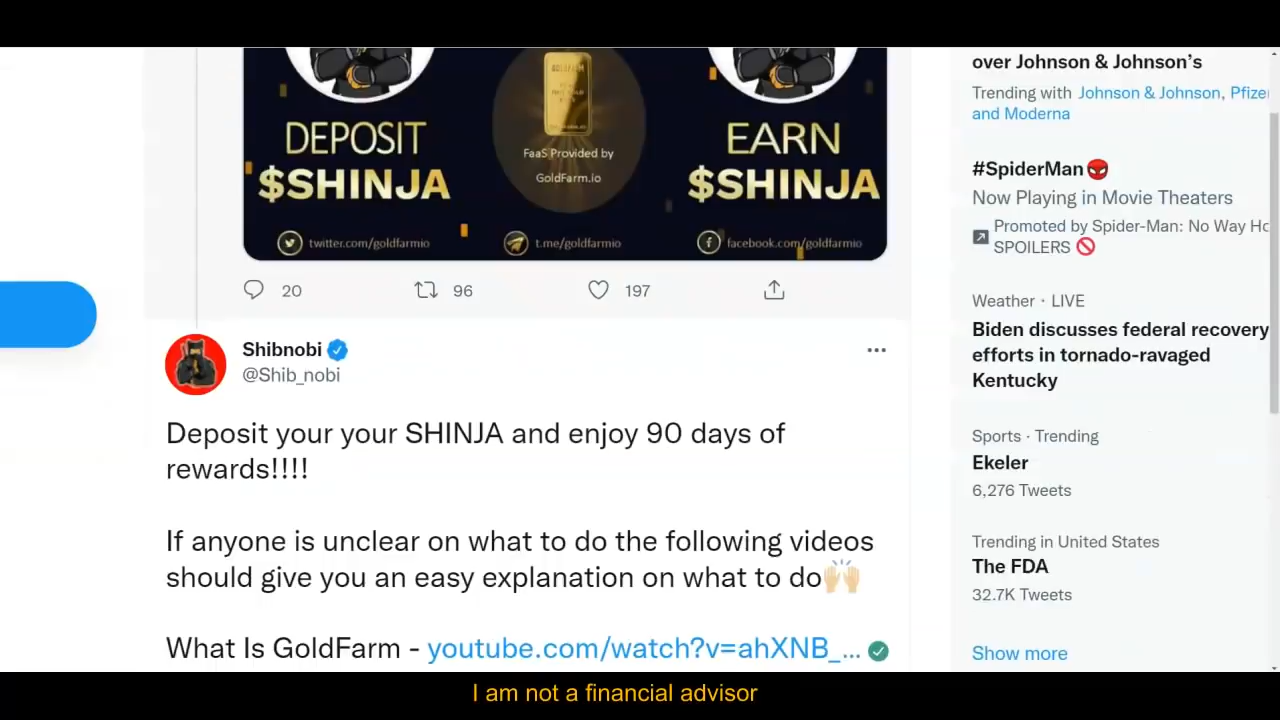 DEPOSIT
$SHINJA
GOLDFARM
FaaS Provided by
GoldFarm.io
EARN
$SHINJA
twitter.com/goldfarmio
t.me/goldfarmio
facebook.com/goldfarmio
20
96
197
Shibnobi
@Shib_nobi
Deposit your your SHINJA and enjoy 90 days of
rewards!!!!
If anyone is unclear on what to do the following videos
should give you an easy explanation on what to do🙌🏼
What Is GoldFarm - youtube.com/watch?v=ahXNB_...
over Johnson & Johnson’s
Trending with Johnson & Johnson, Pfize
and Moderna
#SpiderMan
Now Playing in Movie Theaters
Promoted by Spider-Man: No Way Ho
SPOILERS 🚫
Weather · LIVE
Biden discusses federal recovery
efforts in tornado-ravaged
Kentucky
Sports · Trending
Ekeler
6,276 Tweets
Trending in United States
The FDA
32.7K Tweets
Show more
I am not a financial advisor